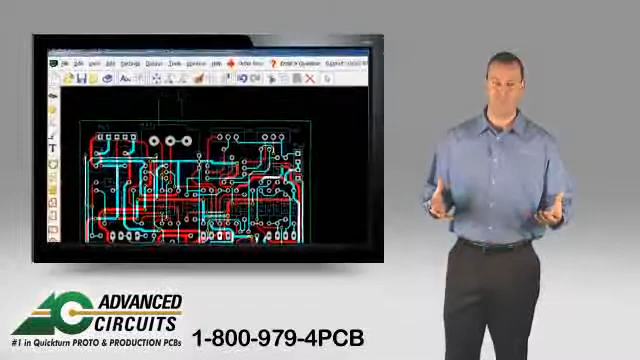 ADVANCED
CIRCUITS
#1 in Quickturn PROTO & PRODUCTION PCBs
1-800-979-4PCB